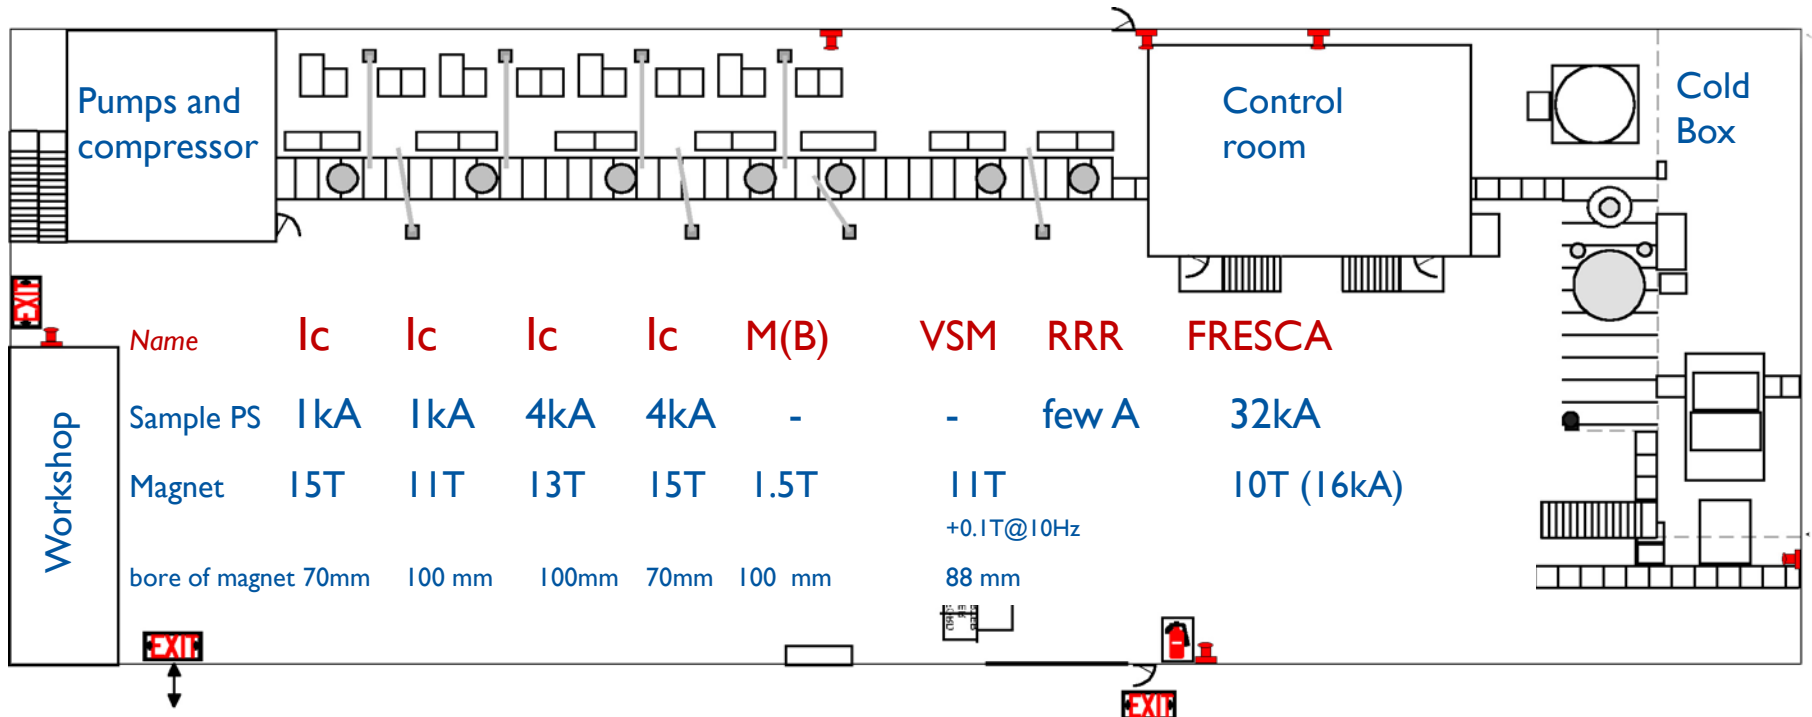 Pumps and
compressor
Control
room
Cold
Box
EXIT
Name Ic Ic Ic Ic M(B) VSM RRR FRESCA
Sample PS 1kA 1kA 4kA 4kA - - few A 32kA
Magnet 15T 11T 13T 15T 1.5T 11T 10T (16kA)
+0.1T@10Hz
bore of magnet 70mm 100 mm 100mm 70mm 100 mm 88 mm
Workshop
EXIT
EXIT